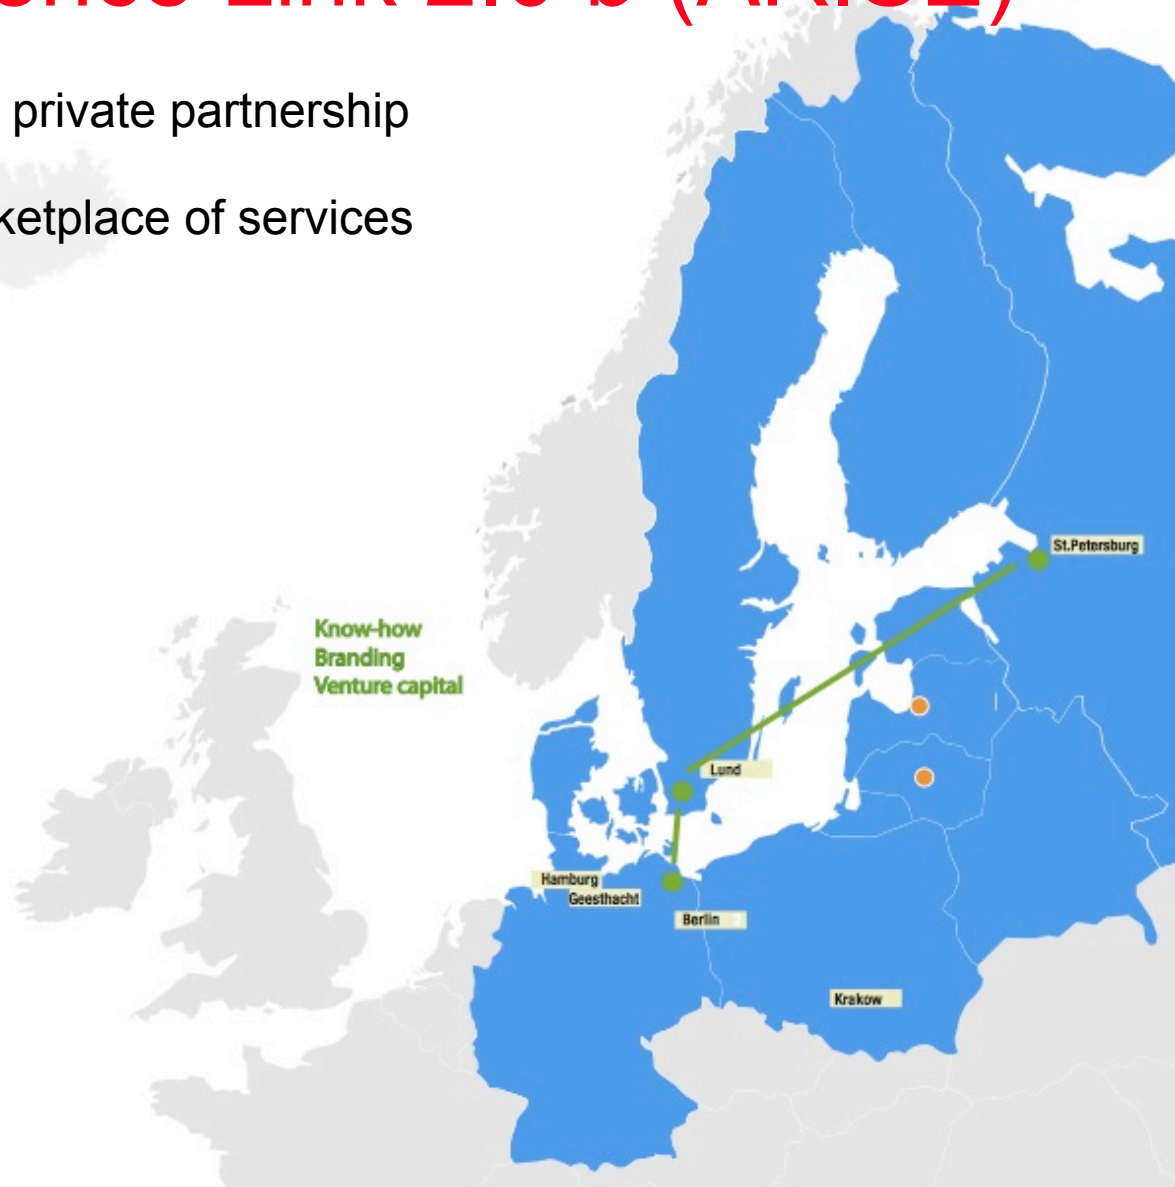 private partnership
ketplace of services
Know-how
Branding
Venture capital
St.Petersburg
Lund
Hamburg
Geesthacht
Berlin
Krakow